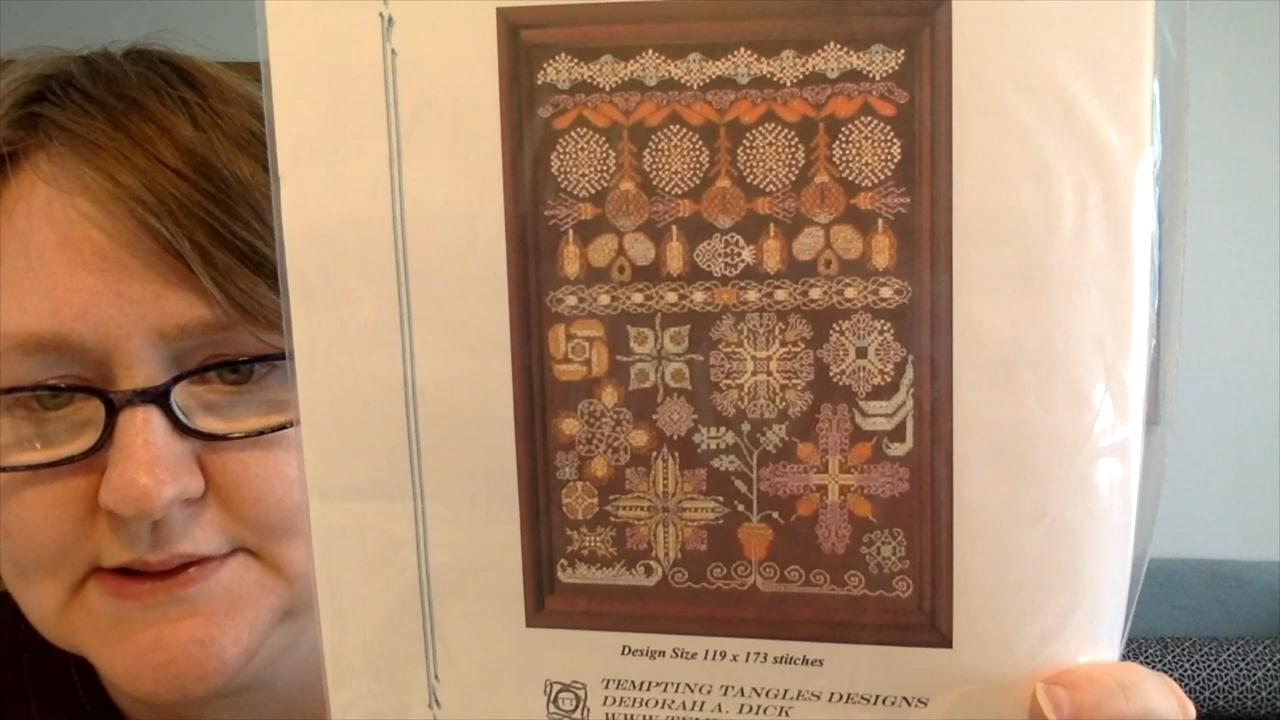 Design Size 119 x 173 stitches
TEMPTING TANGLES DESIGNS
DEBORAH A. DICK